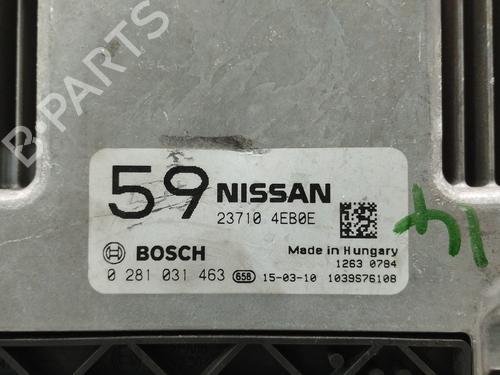 B-PARTS
59 NISSAN
23710 4EB0E
BOSCH
Made in Hungary
0 281 031 463 658 15-03-10
1263 0784
1039S76108
14